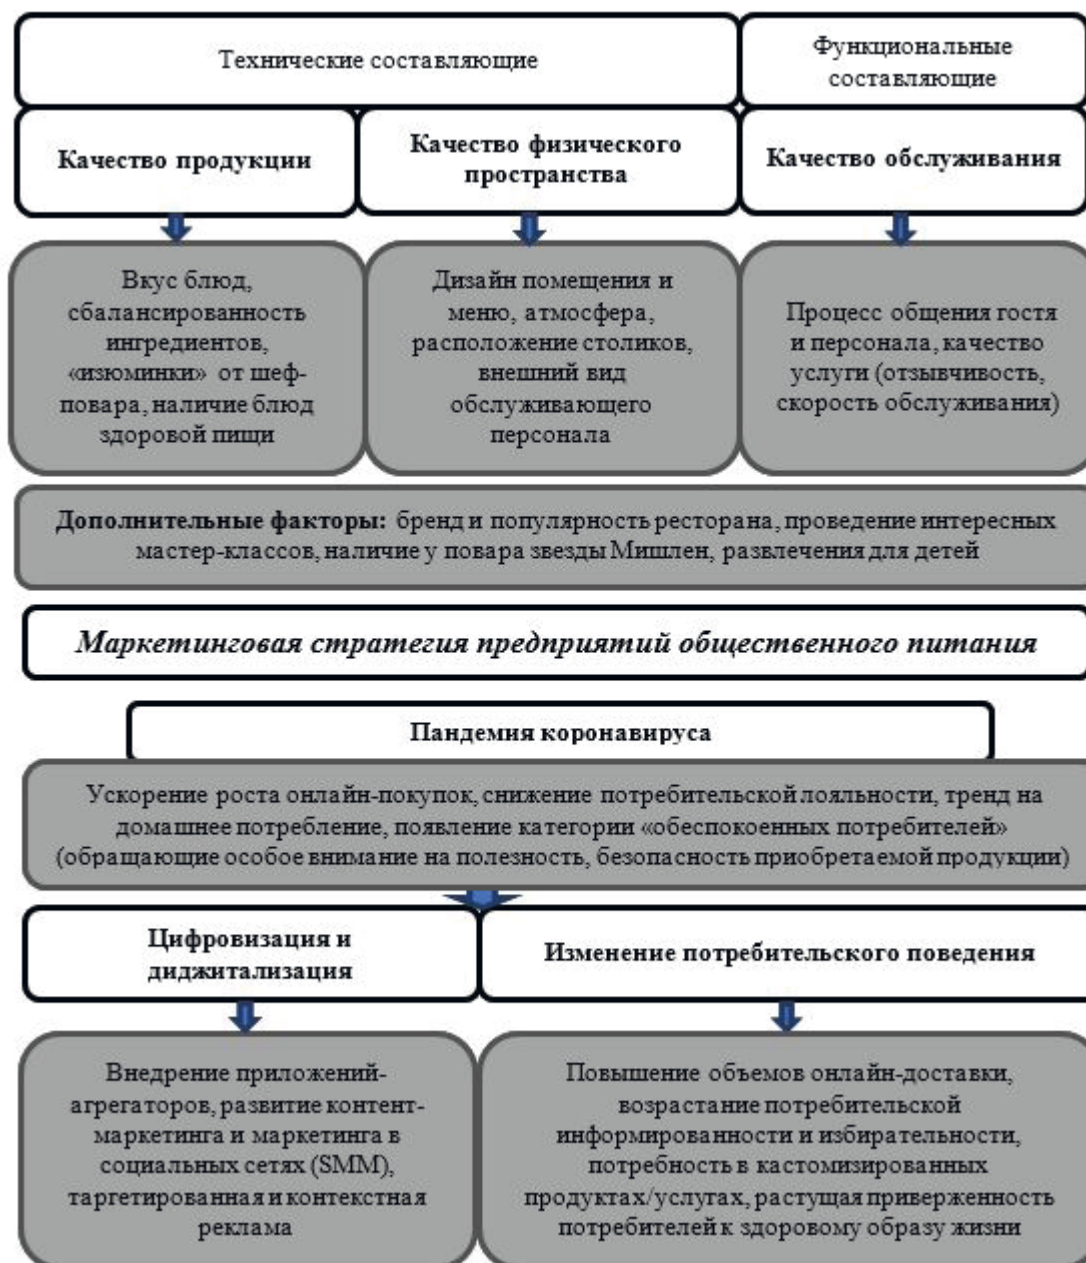 Технические составляющие
Функциональные
составляющие
Качество продукции
Качество физического
пространства
Качество обслуживания
Вкус блюд,
сбалансированность
ингредиентов,
«изюминки» от шеф-
повара, наличие блюд
здоровой пищи
Дизайн помещения и
меню, атмосфера,
расположение столиков,
внешний вид
обслуживающего
персонала
Процесс общения гостя
и персонала, качество
услуги (отзывчивость,
скорость обслуживания)
Дополнительные факторы: бренд и популярность ресторана, проведение интересных
мастер-классов, наличие у повара звезды Мишлен, развлечения для детей
Маркетинговая стратегия предприятий общественного питания
Пандемия коронавируса
Ускорение роста онлайн-покупок, снижение потребительской лояльности, тренд на
домашнее потребление, появление категории «обеспокоенных потребителей»
(обращающие особое внимание на полезность, безопасность приобретаемой продукции)
Цифровизация и
диджитализация
Изменение потребительского поведения
Внедрение приложений-
агрегаторов, развитие контент-
маркетинга и маркетинга в
социальных сетях (SMM),
таргетированная и контекстная
реклама
Повышение объемов онлайн-доставки,
возрастание потребительской
информированности и избирательности,
потребность в кастомизированных
продуктах/услугах, растущая приверженность
потребителей к здоровому образу жизни